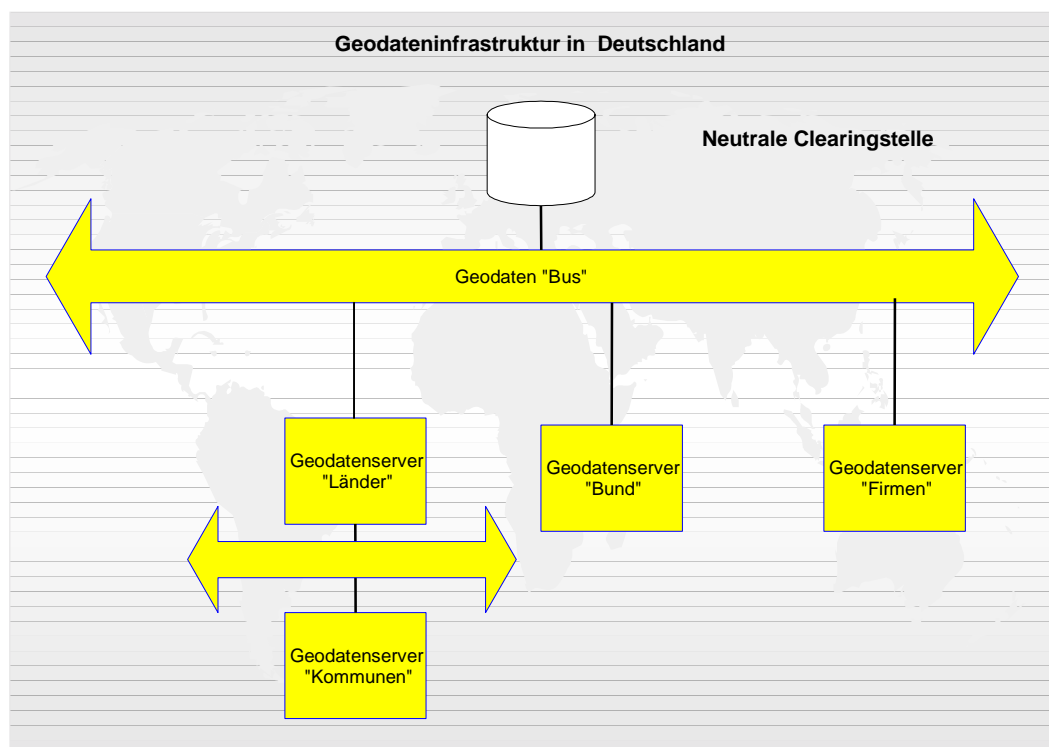 Geodateninfrastruktur in Deutschland
Neutrale Clearingstelle
Geodaten "Bus"
Geodatenserver
"Länder"
Geodatenserver
"Bund"
Geodatenserver
"Firmen"
Geodatenserver
"Kommunen"